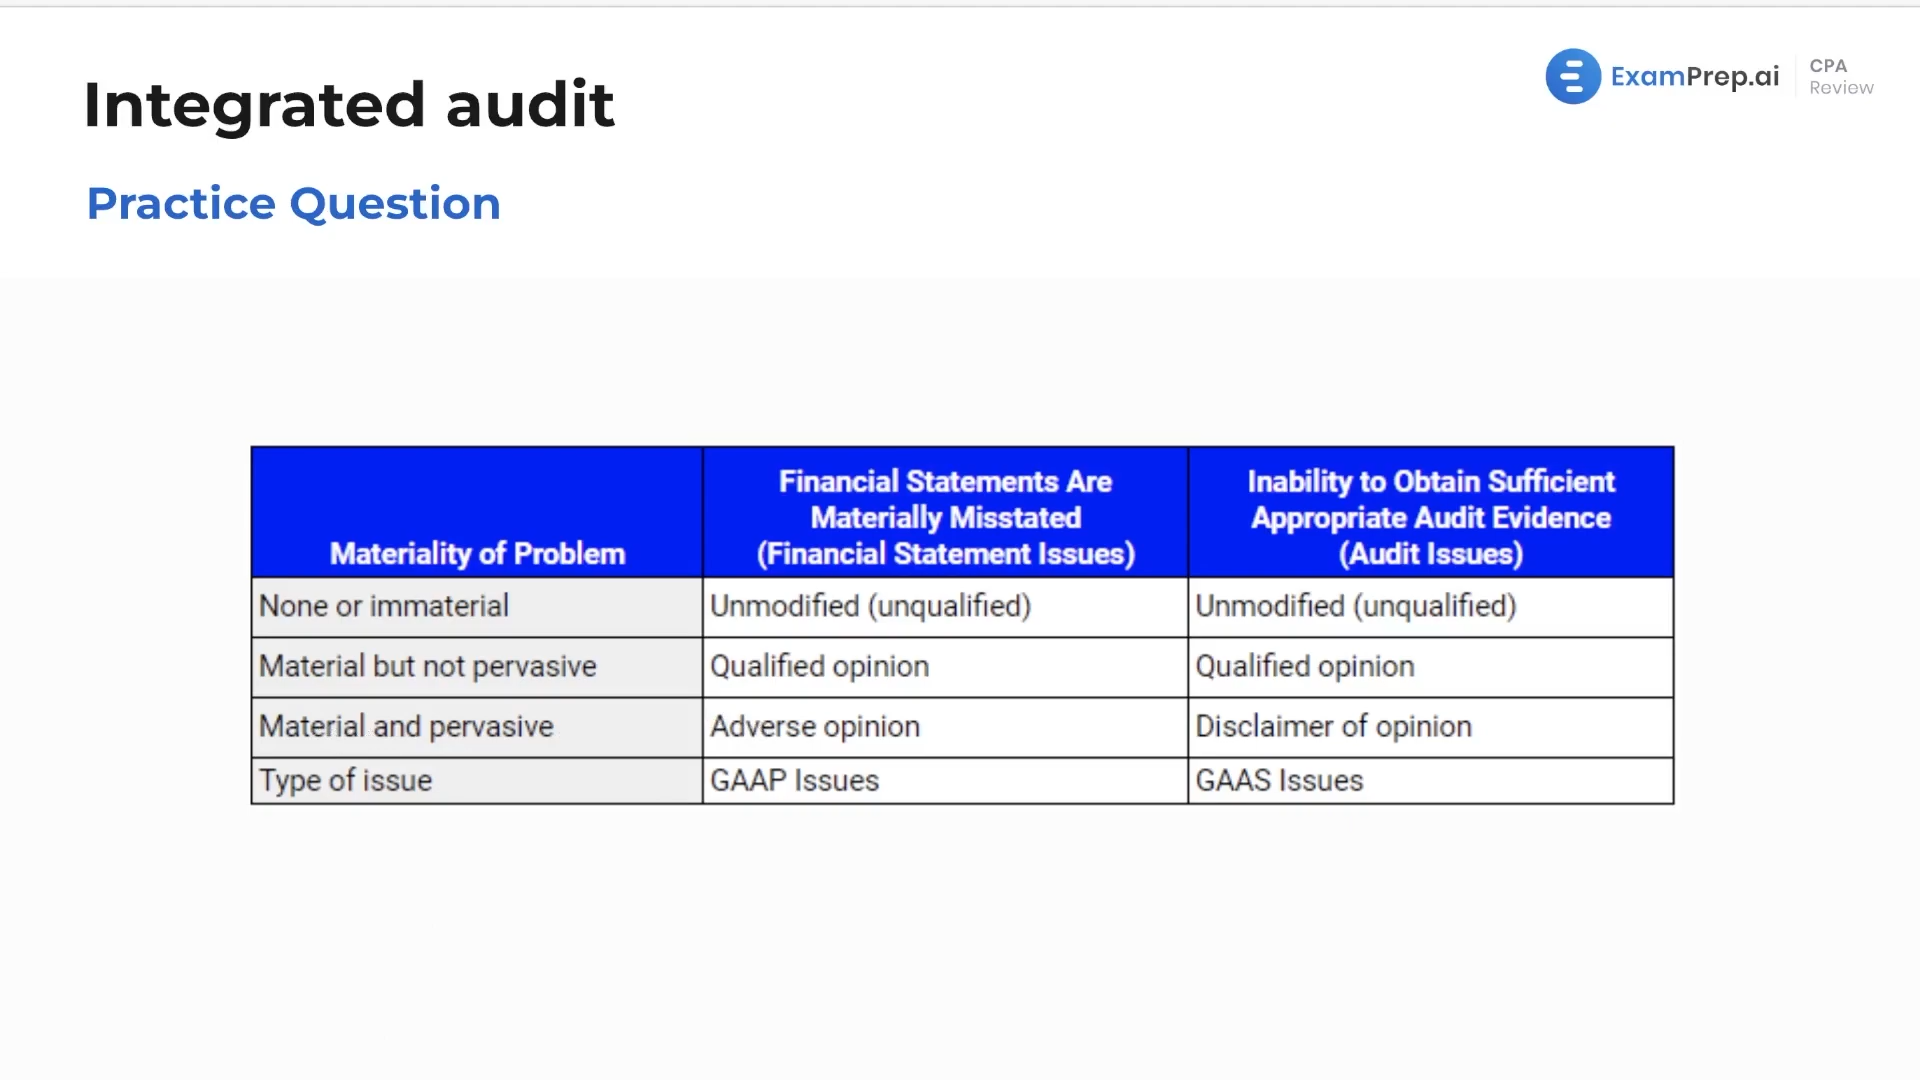 Integrated audit
ExamPrep.ai
CPA
Review
Practice Question
Materiality of Problem
Financial Statements Are
Materially Misstated
(Financial Statement Issues)
Inability to Obtain Sufficient
Appropriate Audit Evidence
(Audit Issues)
None or immaterial
Unmodified (unqualified)
Unmodified (unqualified)
Material but not pervasive
Qualified opinion
Qualified opinion
Material and pervasive
Adverse opinion
Disclaimer of opinion
Type of issue
GAAP Issues
GAAS Issues